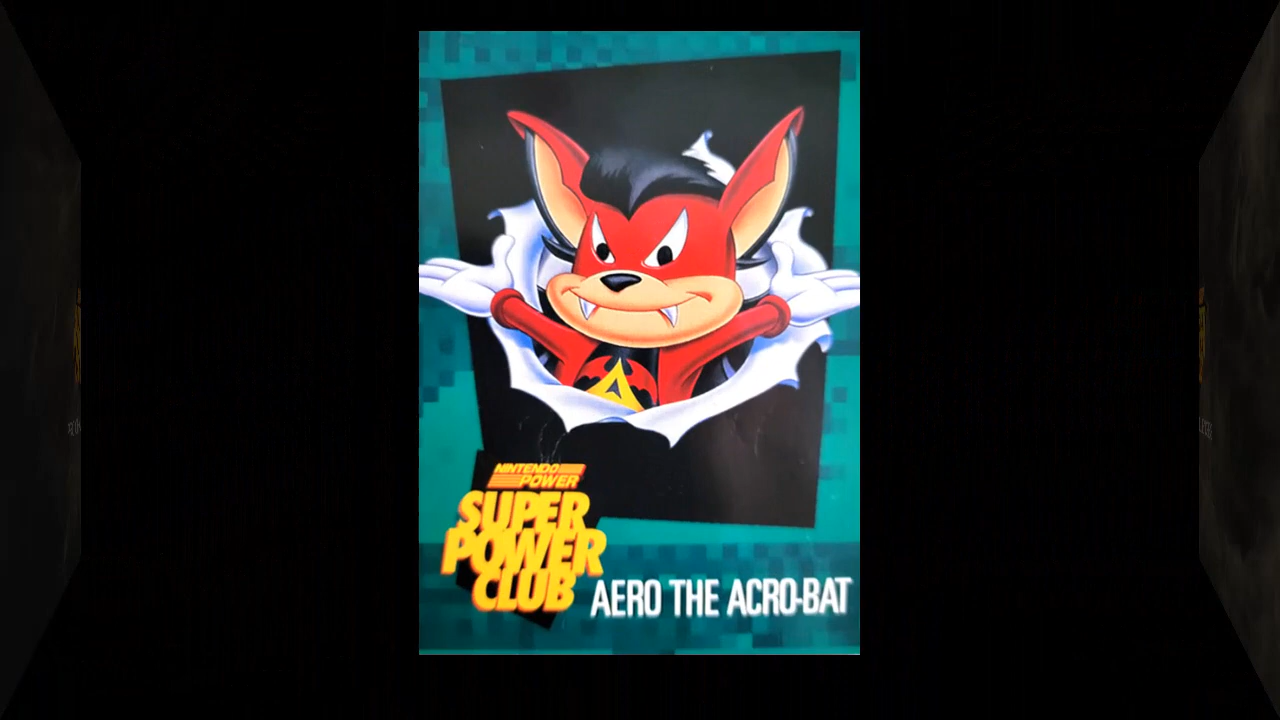 NINTENDO
POWER
SUPER
POWER
CLUB
AERO THE ACRO-BAT